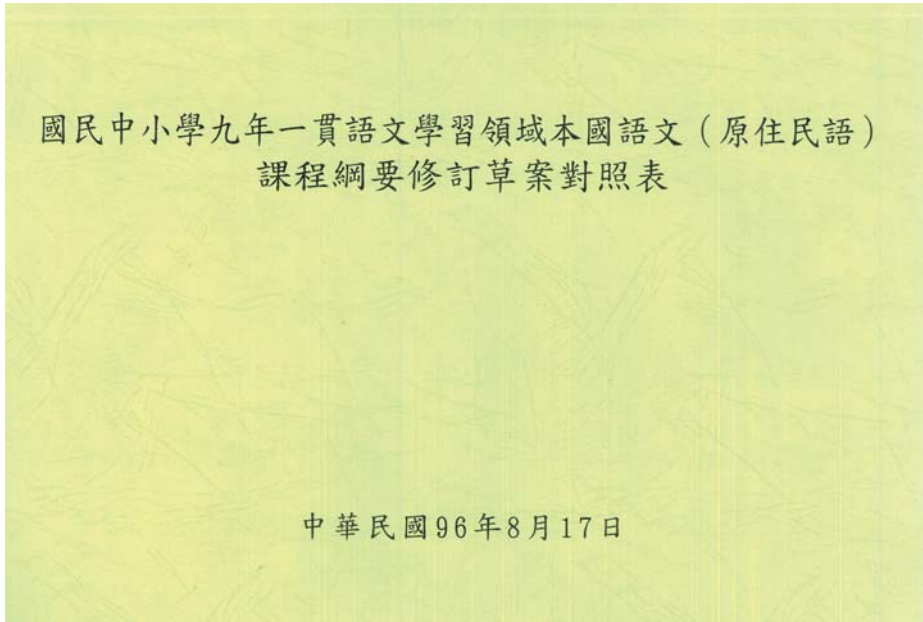 國民中小學九年一貫語文學習領域本國語文（原住民語）
課程綱要修訂草案對照表
中華民國96年8月17日